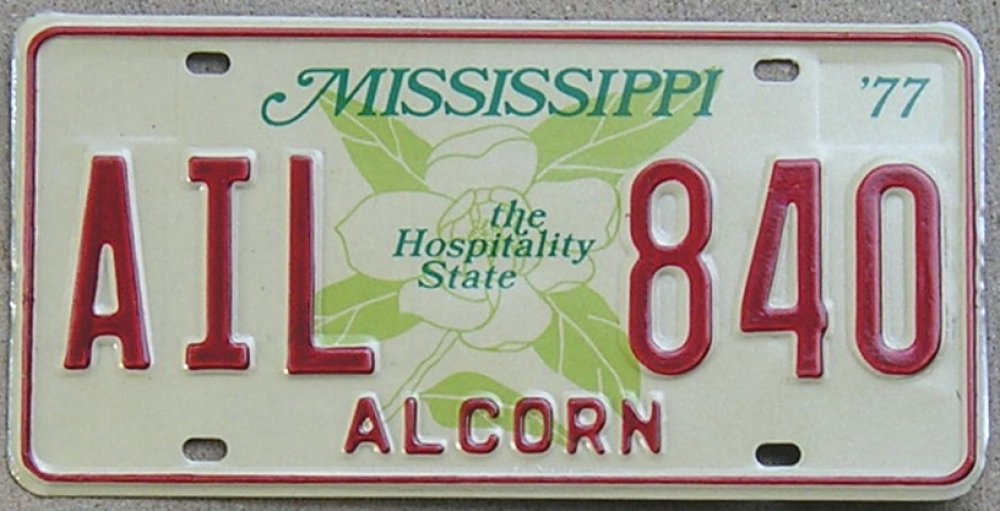 MISSISSIPPI '77
AIL 840
the
Hospitality
State
ALCORN